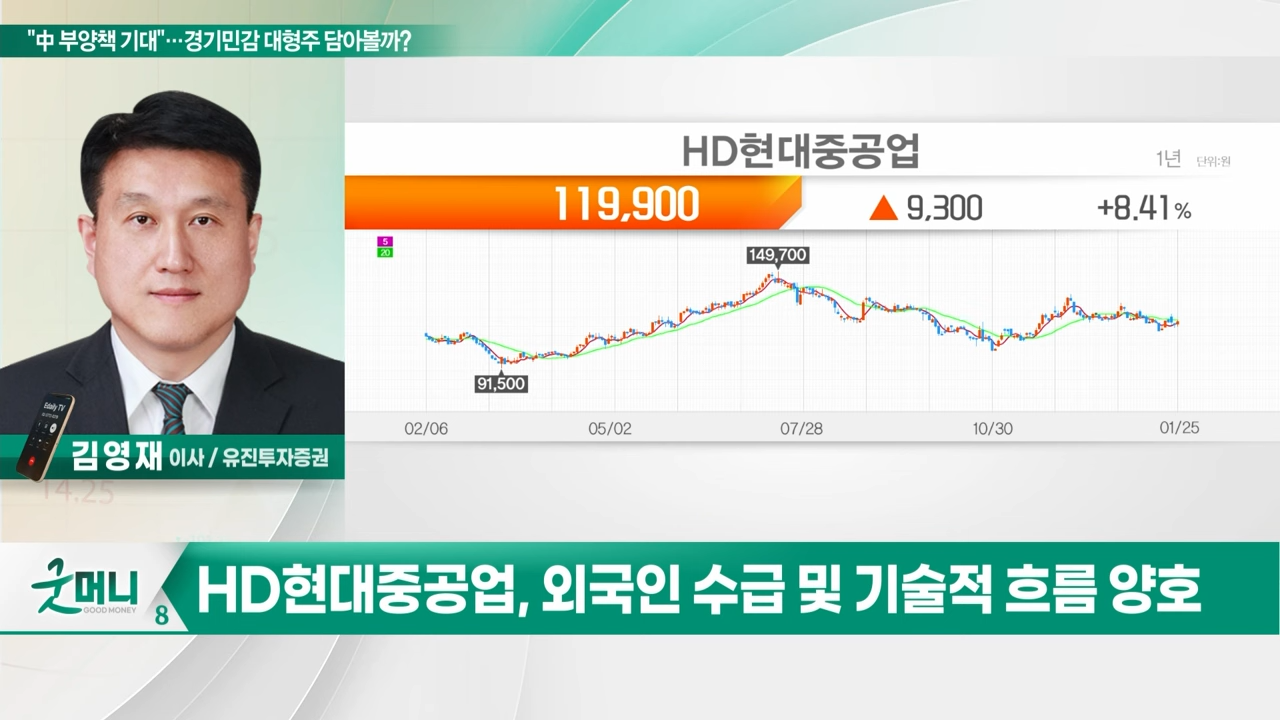 "中 부양책 기대"…경기민감 대형주 담아볼까?
HD현대중공업
1년 단위:원
119,900 ▲ 9,300 +8.41%
5
20
149,700
91,500
02/06 05/02 07/28 10/30 01/25
Edaily TV
김영재 이사 / 유진투자증권
14.25
굿머니
GOOD MONEY
8
HD현대중공업, 외국인 수급 및 기술적 흐름 양호